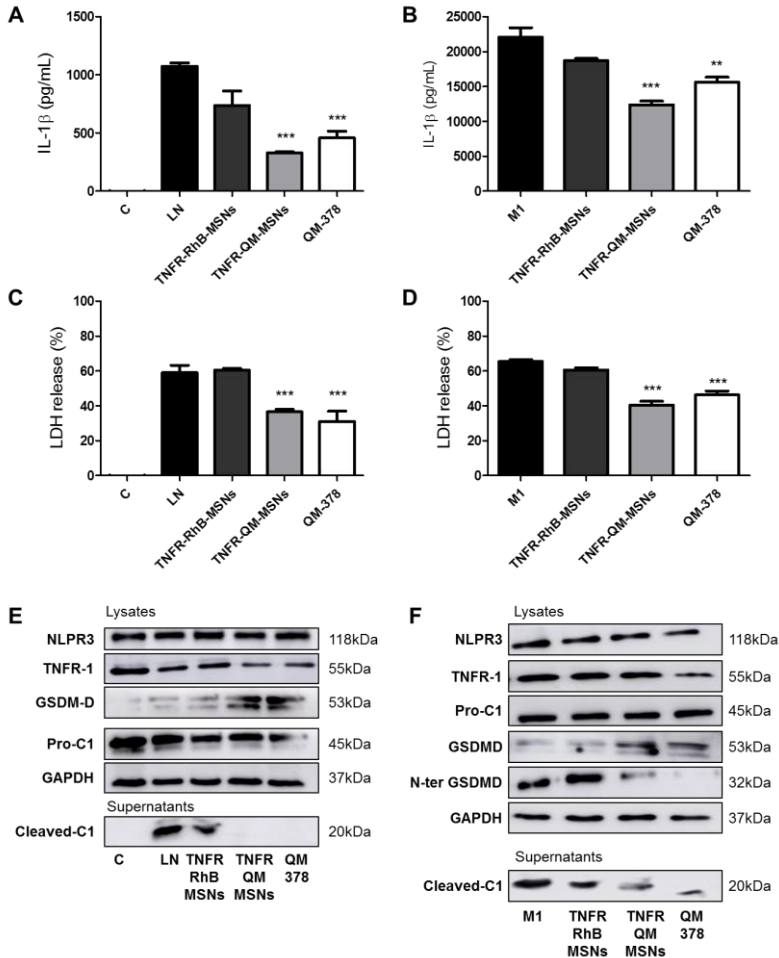 A
IL-1β (pg/mL)
1500
1000
500
0
C
LN
TNFR-RhB-MSNs
TNFR-QM-MSNs
QM-378
***
***
B
IL-1β (pg/mL)
25000
20000
15000
10000
5000
0
M1
TNFR-RhB-MSNs
TNFR-QM-MSNs
QM-378
***
**
C
LDH release (%)
100
80
60
40
20
0
C
LN
TNFR-RhB-MSNs
TNFR-QM-MSNs
QM-378
***
***
D
LDH release (%)
100
80
60
40
20
0
M1
TNFR-RhB-MSNs
TNFR-QM-MSNs
QM-378
***
***
E
Lysates
NLPR3 118kDa
TNFR-1 55kDa
GSDM-D 53kDa
Pro-C1 45kDa
GAPDH 37kDa
Supernatants
Cleaved-C1 20kDa
C LN TNFR TNFR QM
RhB QM 378
MSNs MSNs
F
Lysates
NLPR3 118kDa
TNFR-1 55kDa
Pro-C1 45kDa
GSDMD 53kDa
N-ter GSDMD 32kDa
GAPDH 37kDa
Supernatants
Cleaved-C1 20kDa
M1 TNFR TNFR QM
RhB QM 378
MSNs MSNs